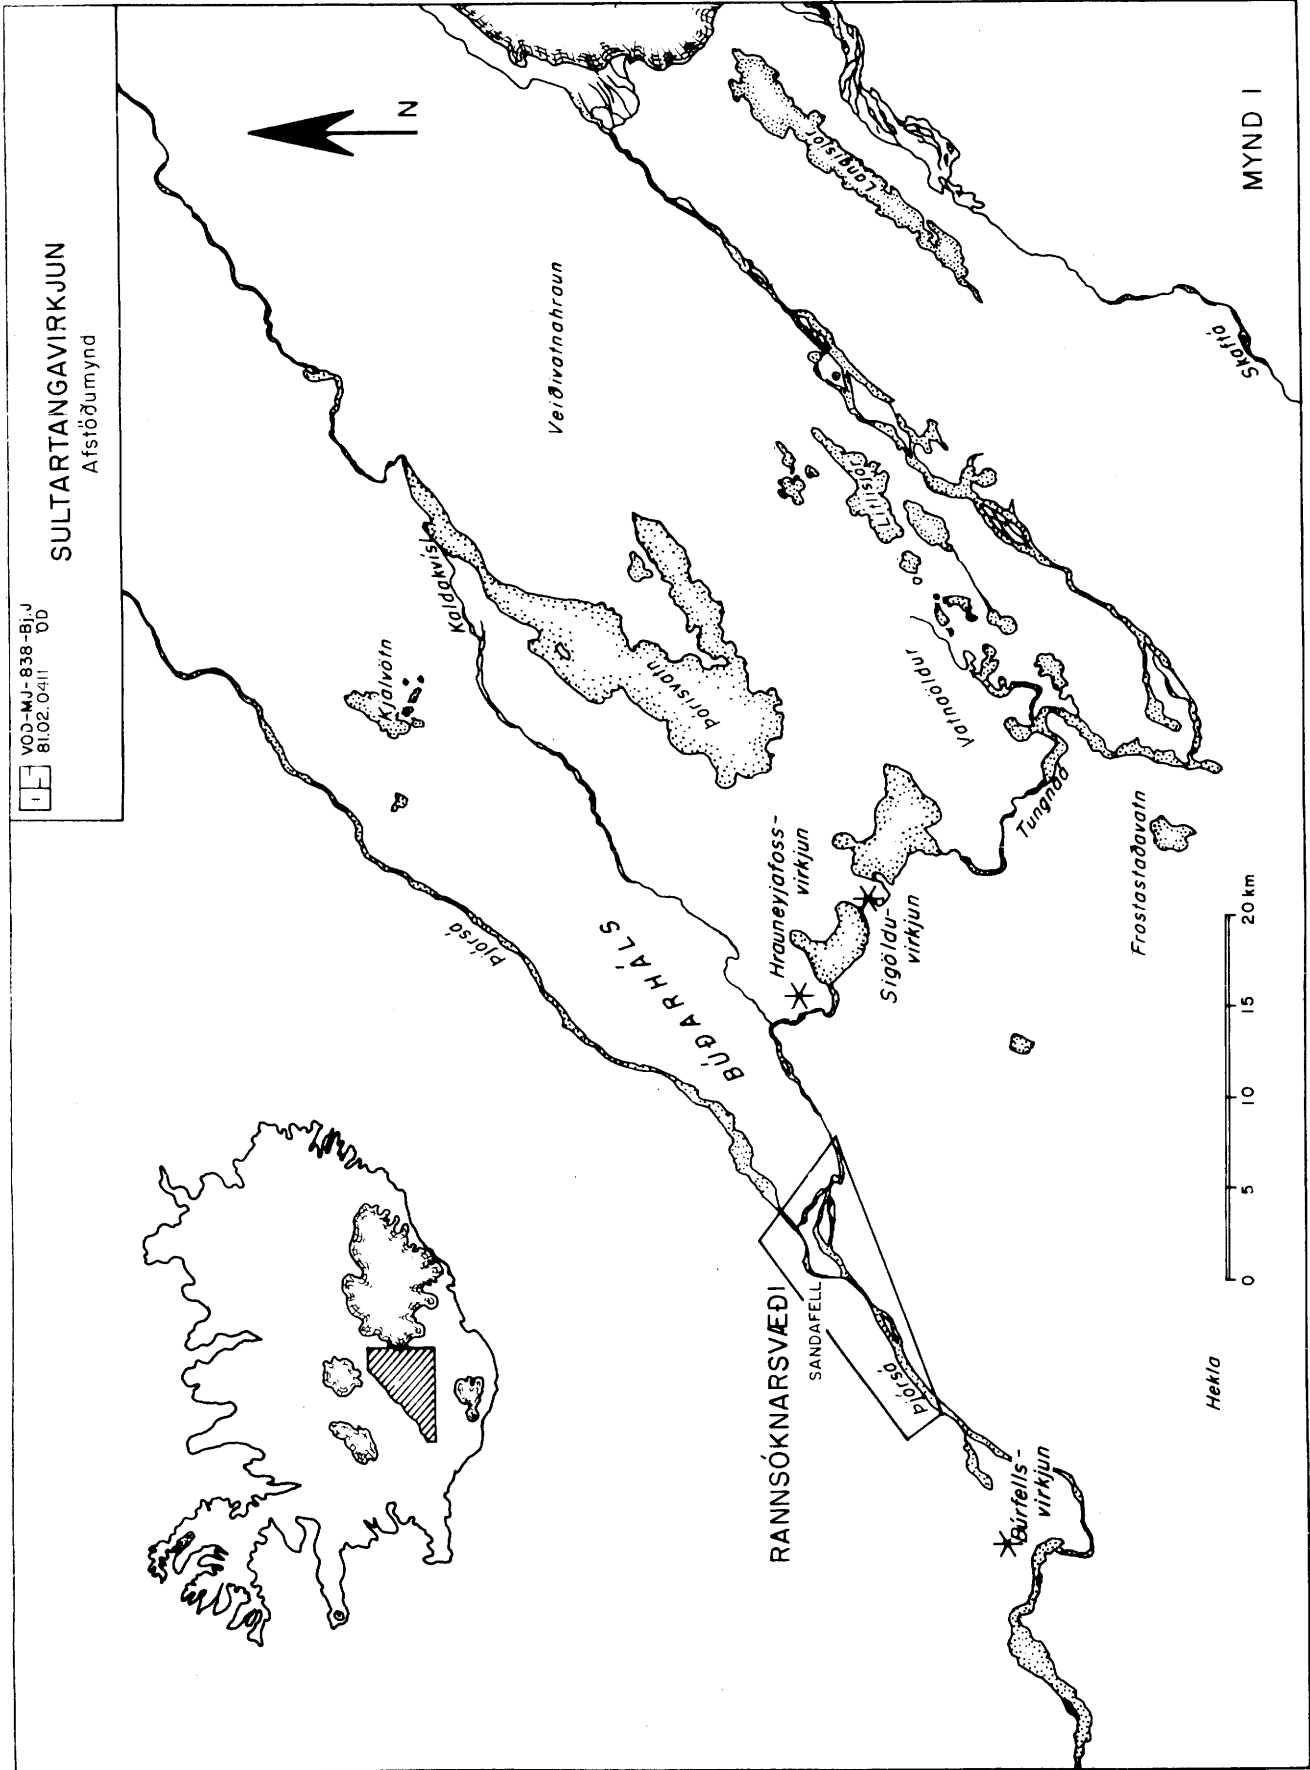 VOD-MJ-838-Bj.J
81.02.0411 OD
SULTARTANGAVIRKJUN
Afstöðumynd
N
Kjalvötn
Kaldakvísl
Veiðivatnahraun
Langisjór
Þjórsá
Þórisvatn
Litlisjór
BÚÐARHÁLS
Hrauneyjafoss-
virkjun
Sigöldu-
virkjun
Vatnaöldur
Tungnaá
Skaftá
RANNSÓKNARSVÆÐI
SANDAFELL
Þjórsá
Frostastaðavatn
Búrfells-
virkjun
Hekla
0 5 10 15 20 km
MYND 1